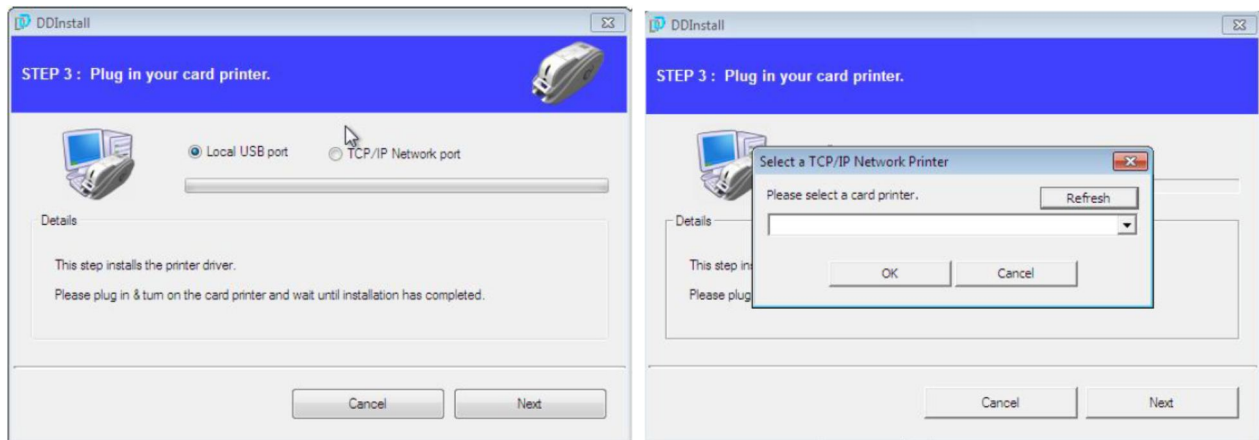 DDInstall
STEP 3 : Plug in your card printer.
Local USB port
TCP/IP Network port
Details
This step installs the printer driver.
Please plug in & turn on the card printer and wait until installation has completed.
Cancel
Next
DDInstall
STEP 3 : Plug in your card printer.
Select a TCP/IP Network Printer
Please select a card printer.
Refresh
OK
Cancel
Details
This step in
Please plug
Cancel
Next